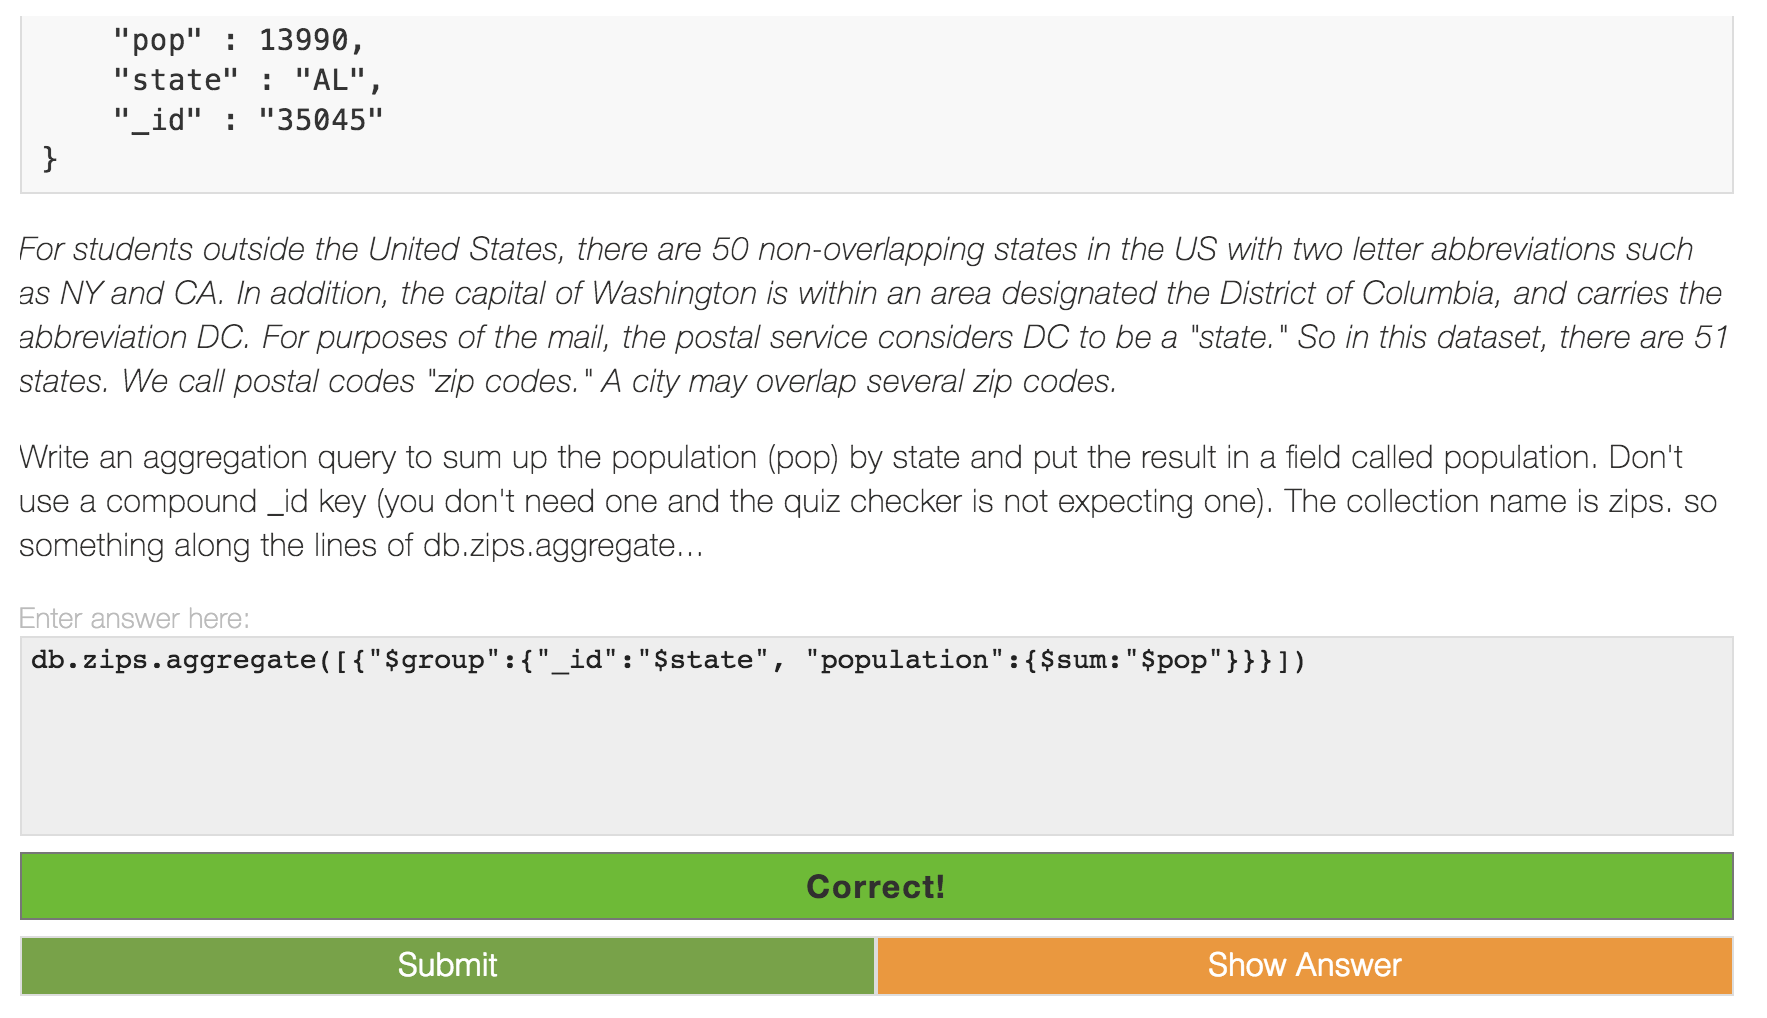 "pop" : 13990,
"state" : "AL",
"_id" : "35045"
}
For students outside the United States, there are 50 non-overlapping states in the US with two letter abbreviations such
as NY and CA. In addition, the capital of Washington is within an area designated the District of Columbia, and carries the
abbreviation DC. For purposes of the mail, the postal service considers DC to be a "state." So in this dataset, there are 51
states. We call postal codes "zip codes." A city may overlap several zip codes.
Write an aggregation query to sum up the population (pop) by state and put the result in a field called population. Don't
use a compound _id key (you don't need one and the quiz checker is not expecting one). The collection name is zips. so
something along the lines of db.zips.aggregate...
Enter answer here:
db.zips.aggregate([{"$group":{"_id":"$state", "population":{$sum:"$pop"}}}])
Correct!
Submit
Show Answer